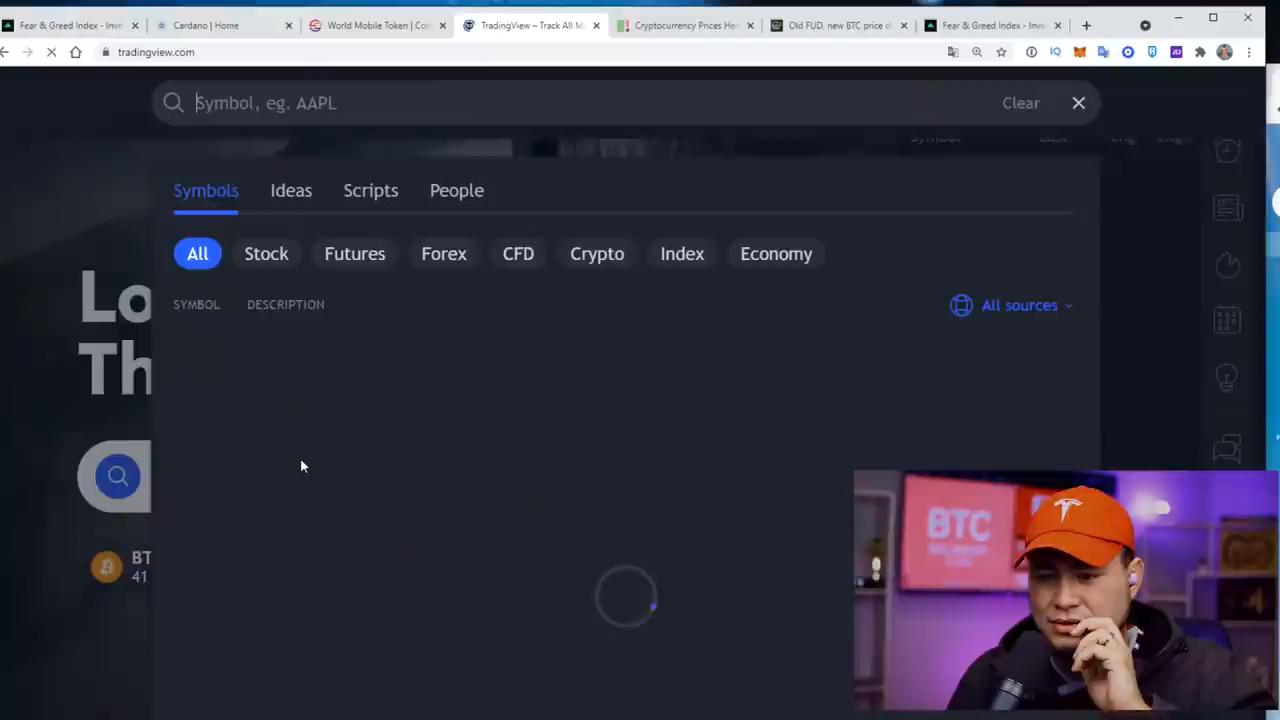 Fear & Greed Index - Inve
Cardano | Home
World Mobile Token | Co
TradingView – Track All M
Cryptocurrency Prices He
Old FUD, new BTC price d
Fear & Greed Index - Inve
tradingview.com
Symbol, eg. AAPL
Clear
Symbols Ideas Scripts People
All Stock Futures Forex CFD Crypto Index Economy
SYMBOL DESCRIPTION
All sources
Lo
Th
BT
41
BTC